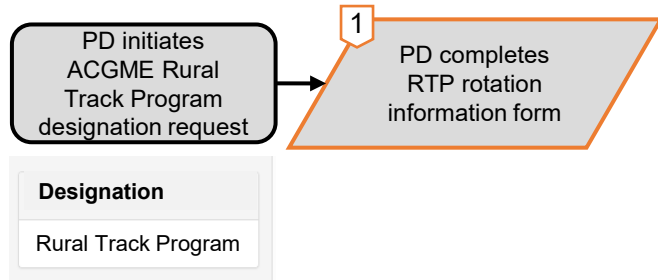 PD initiates
ACGME Rural
Track Program
designation request
1
PD completes
RTP rotation
information form
Designation
Rural Track Program